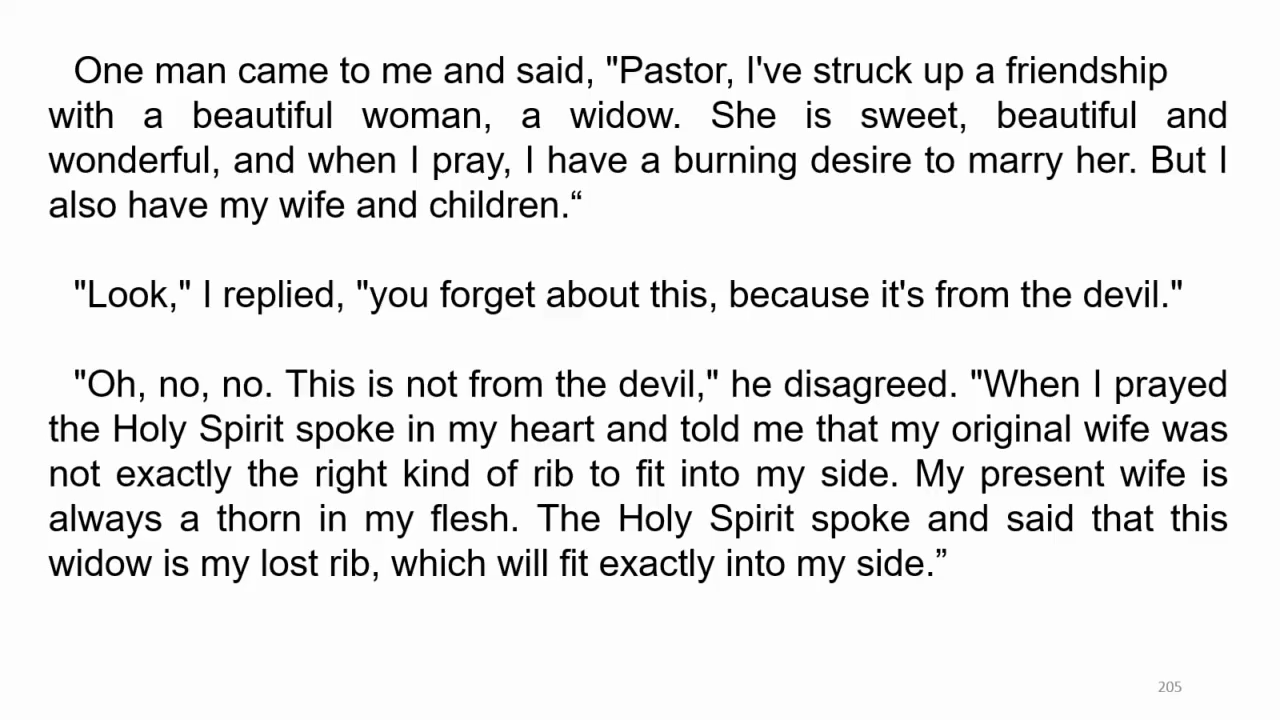 One man came to me and said, "Pastor, I've struck up a friendship
with a beautiful woman, a widow. She is sweet, beautiful and
wonderful, and when I pray, I have a burning desire to marry her. But I
also have my wife and children.“
"Look," I replied, "you forget about this, because it's from the devil."
"Oh, no, no. This is not from the devil," he disagreed. "When I prayed
the Holy Spirit spoke in my heart and told me that my original wife was
not exactly the right kind of rib to fit into my side. My present wife is
always a thorn in my flesh. The Holy Spirit spoke and said that this
widow is my lost rib, which will fit exactly into my side.”
205